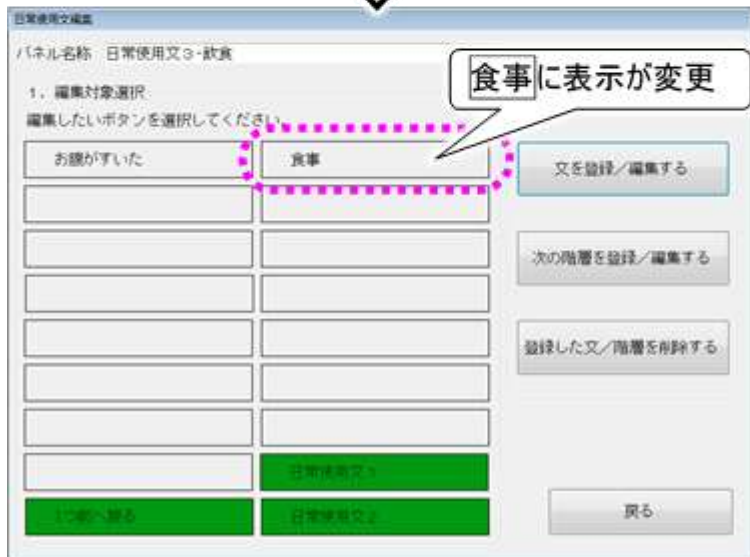 日常使用文編集
パネル名称 日常使用文3-飲食
食事に表示が変更
1．編集対象選択
編集したいボタンを選択してください。
お腹がすいた
食事
文を登録／編集する
次の階層を登録／編集する
登録した文／階層を削除する
日常使用文1
1つ前へ戻る
日常使用文2
戻る